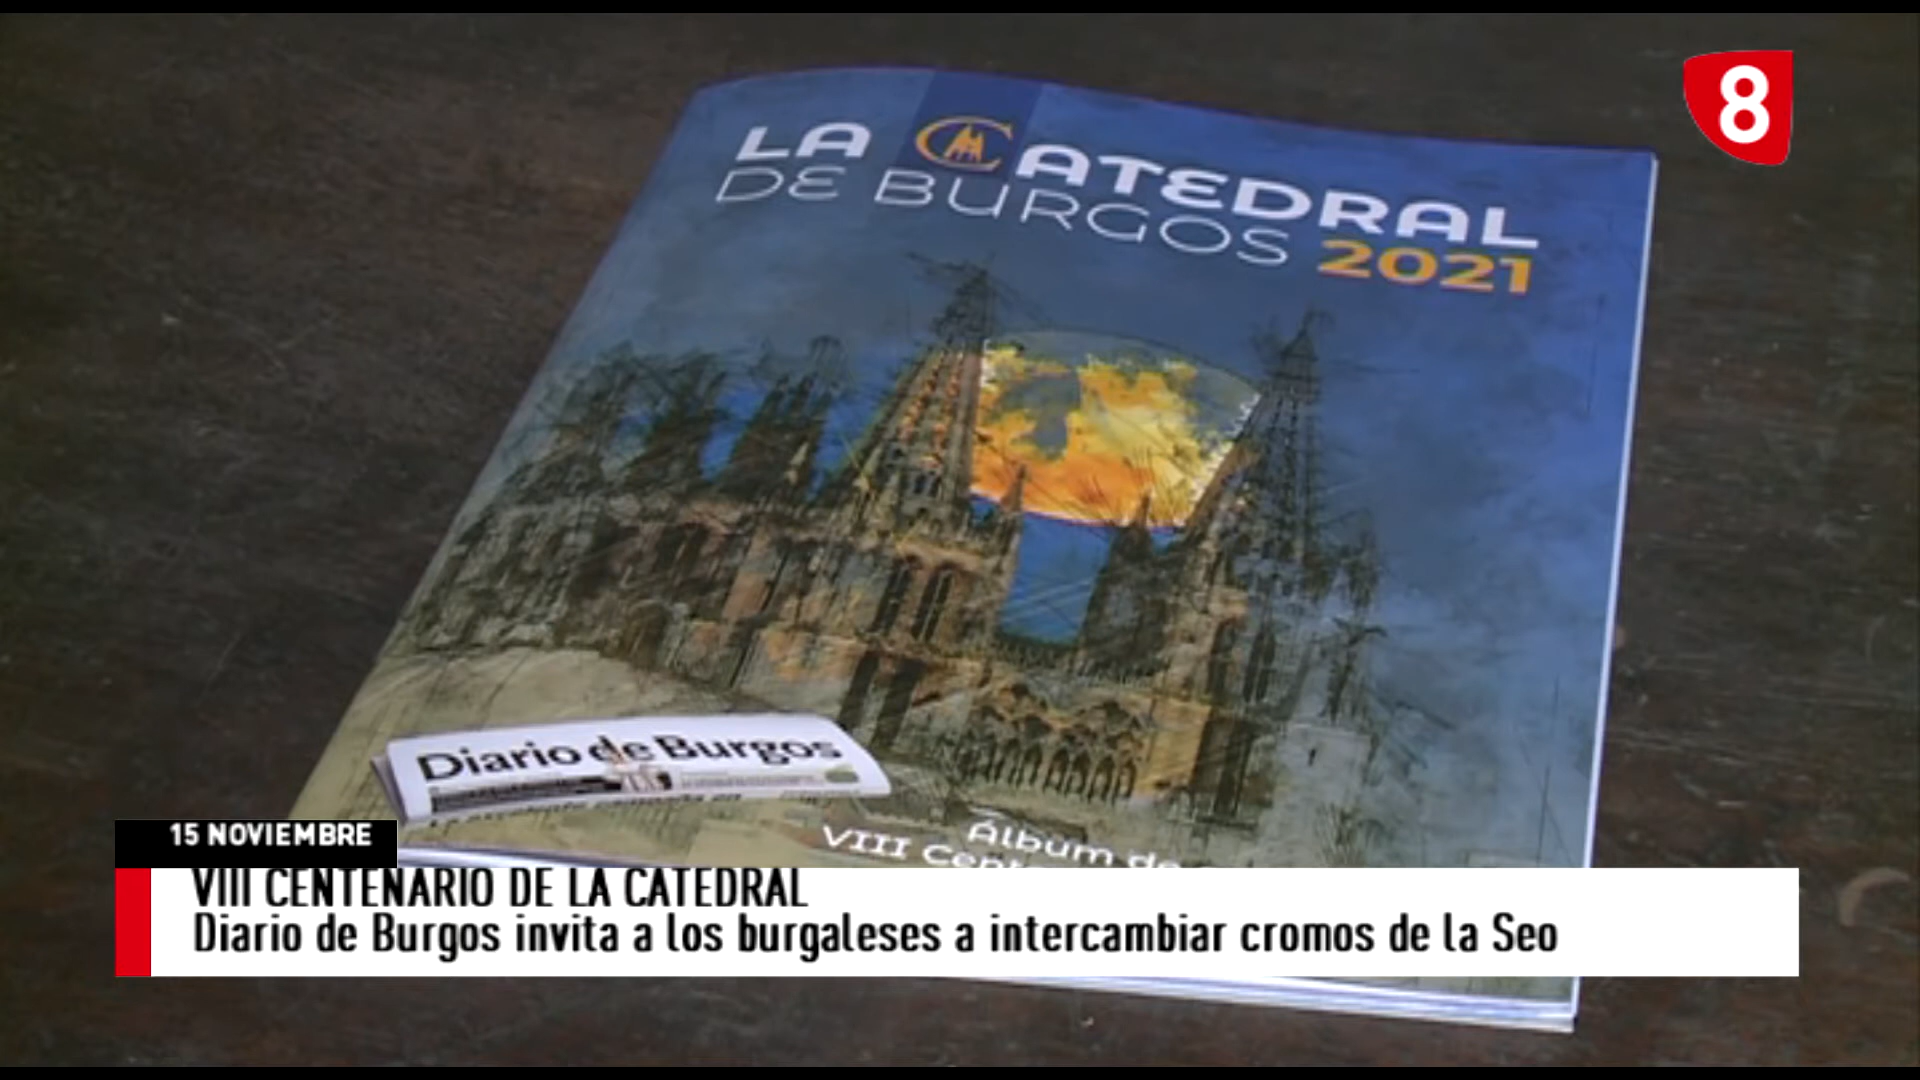 8
LA CATEDRAL
DE BURGOS 2021
Diario de Burgos
Álbum de
VIII
15 NOVIEMBRE
VIII CENTENARIO DE LA CATEDRAL
Diario de Burgos invita a los burgaleses a intercambiar cromos de la Seo